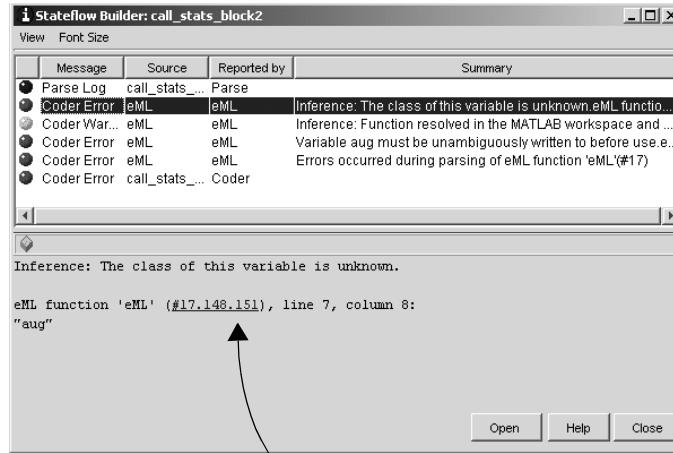 Stateflow Builder: call_stats_block2
View Font Size
Message Source Reported by Summary
Parse Log call_stats_... Parse
Coder Error eML eML Inference: The class of this variable is unknown.eML functio...
Coder War... eML eML Inference: Function resolved in the MATLAB workspace and ...
Coder Error eML eML Variable aug must be unambiguously written to before use.e...
Coder Error eML eML Errors occurred during parsing of eML function 'eML'(#17)
Coder Error call_stats_... Coder
Inference: The class of this variable is unknown.
eML function 'eML' (#17.148.151), line 7, column 8:
"aug"
Open Help Close